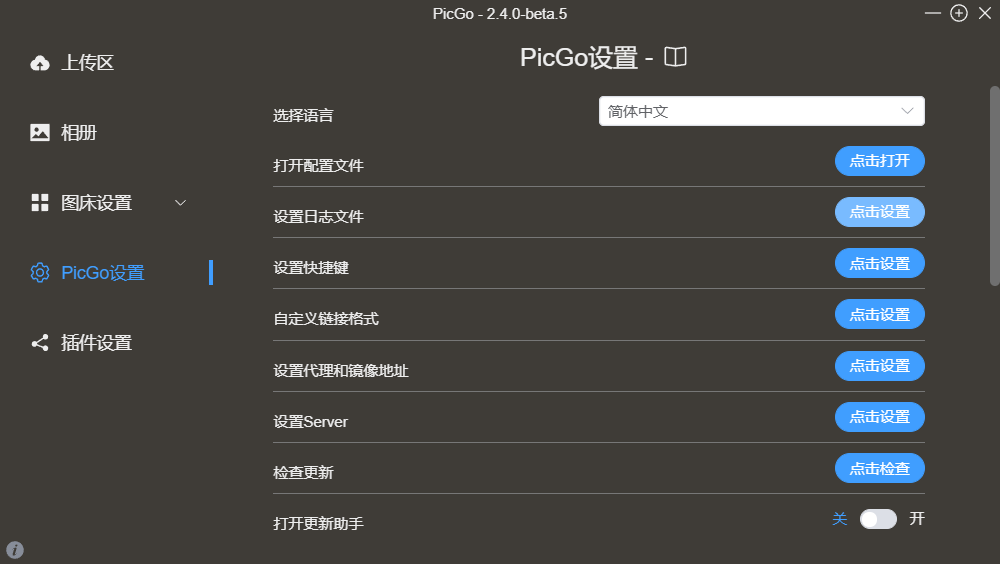 PicGo - 2.4.0-beta.5
上传区
相册
图床设置
PicGo设置
插件设置
PicGo设置 -
选择语言 简体中文
打开配置文件 点击打开
设置日志文件 点击设置
设置快捷键 点击设置
自定义链接格式 点击设置
设置代理和镜像地址 点击设置
设置Server 点击设置
检查更新 点击检查
打开更新助手 关 开